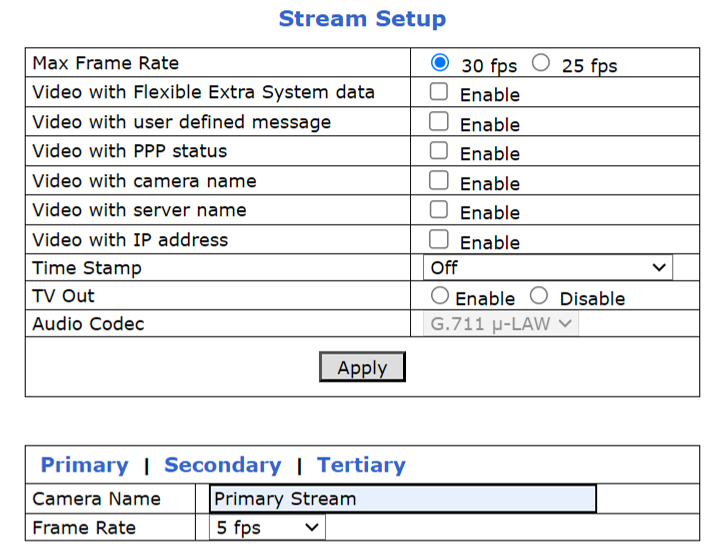 Stream Setup
Max Frame Rate 30 fps 25 fps
Video with Flexible Extra System data Enable
Video with user defined message Enable
Video with PPP status Enable
Video with camera name Enable
Video with server name Enable
Video with IP address Enable
Time Stamp Off
TV Out Enable Disable
Audio Codec G.711 μ-LAW
Apply
Primary | Secondary | Tertiary
Camera Name Primary Stream
Frame Rate 5 fps